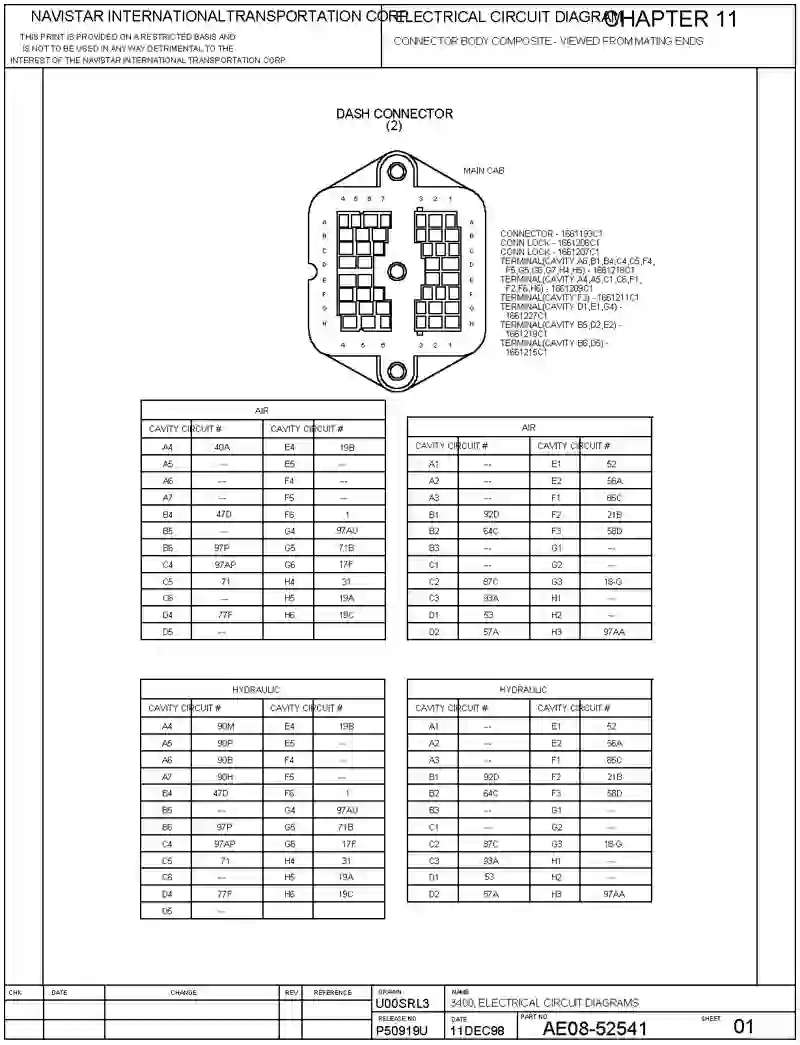 NAVISTAR INTERNATIONAL TRANSPORTATION CORP.
THIS PRINT IS PROVIDED ON A RESTRICTED BASIS AND
IS NOT TO BE USED IN ANY WAY DETRIMENTAL TO THE
INTEREST OF THE NAVISTAR INTERNATIONAL TRANSPORTATION CORP.
ELECTRICAL CIRCUIT DIAGRAM
CHAPTER 11
CONNECTOR BODY COMPOSITE - VIEWED FROM MATING ENDS
DASH CONNECTOR
(2)
MAIN CAB
4 5 6 7 3 2 1
A A
B B
C C
D D
E E
F F
G G
H H
4 5 6 3 2 1
CONNECTOR - 1661193C1
CONN LOCK - 1661206C1
CONN LOCK - 1661207C1
TERMINAL(CAVITY A6,B1,B4,C4,C5,F4,
F5,G5,G6,G7,H4,H5) - 1661218C1
TERMINAL(CAVITY A4,A5,C1,C6,F1,
F2,F6,H6) - 1661209C1
TERMINAL(CAVITY F3) - 1661211C1
TERMINAL(CAVITY D1,E1,G4) -
1661227C1
TERMINAL(CAVITY B5,D2,E2) -
1661219C1
TERMINAL(CAVITY B6,D5) -
1661215C1
AIR
CAVITY CIRCUIT # CAVITY CIRCUIT #
A4 40A E4 19B
A5 --- E5 ---
A6 --- F4 ---
A7 --- F5 ---
B4 47D F6 1
B5 --- G4 97AU
B6 97P G5 71B
C4 97AP G6 17F
C5 71 H4 31
C6 --- H5 19A
D4 77F H6 19C
D5 ---
AIR
CAVITY CIRCUIT # CAVITY CIRCUIT #
A1 --- E1 52
A2 --- E2 56A
A3 --- F1 85C
B1 92D F2 21B
B2 64C F3 58D
B3 --- G1 ---
C1 --- G2 ---
C2 87C G3 18-G
C3 93A H1 ---
D1 53 H2 ---
D2 57A H3 97AA
HYDRAULIC
CAVITY CIRCUIT # CAVITY CIRCUIT #
A4 90M E4 19B
A5 90P E5 ---
A6 90B F4 ---
A7 90H F5 ---
B4 47D F6 1
B5 --- G4 97AU
B6 97P G5 71B
C4 97AP G6 17F
C5 71 H4 31
C6 --- H5 19A
D4 77F H6 19C
D5 ---
HYDRAULIC
CAVITY CIRCUIT # CAVITY CIRCUIT #
A1 --- E1 52
A2 --- E2 56A
A3 --- F1 85C
B1 92D F2 21B
B2 64C F3 58D
B3 --- G1 ---
C1 --- G2 ---
C2 87C G3 18-G
C3 93A H1 ---
D1 53 H2 ---
D2 57A H3 97AA
CHK DATE CHANGE REV REFERENCE
DRAWN
U00SRL3
NAME
3400, ELECTRICAL CIRCUIT DIAGRAMS
RELEASE NO.
P50919U
DATE
11DEC98
PART NO.
AE08-52541
SHEET
01